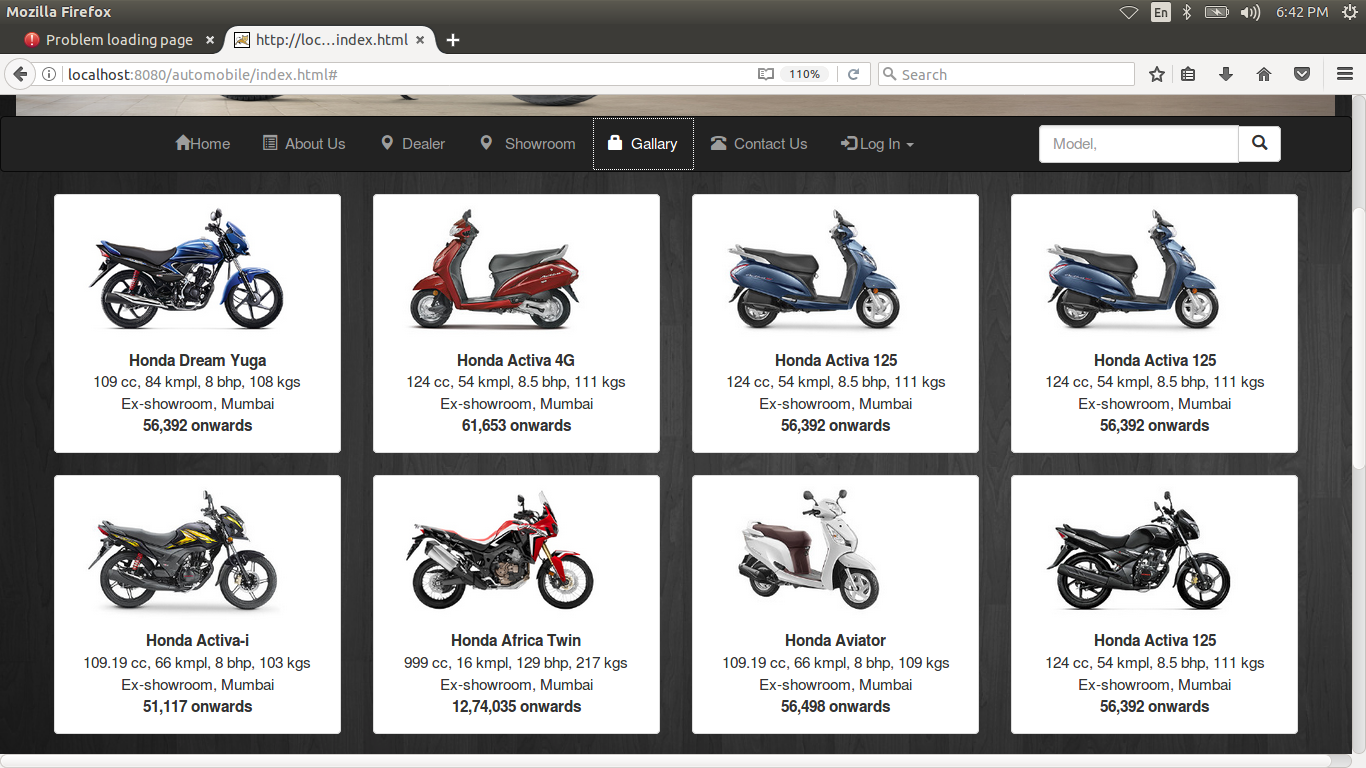 Mozilla Firefox
En
6:42 PM
Problem loading page
http://loc...index.html
localhost:8080/automobile/index.html#
110%
Search
Home
About Us
Dealer
Showroom
Gallary
Contact Us
Log In
Model,
Honda Dream Yuga
109 cc, 84 kmpl, 8 bhp, 108 kgs
Ex-showroom, Mumbai
56,392 onwards
Honda Activa 4G
124 cc, 54 kmpl, 8.5 bhp, 111 kgs
Ex-showroom, Mumbai
61,653 onwards
Honda Activa 125
124 cc, 54 kmpl, 8.5 bhp, 111 kgs
Ex-showroom, Mumbai
56,392 onwards
Honda Activa 125
124 cc, 54 kmpl, 8.5 bhp, 111 kgs
Ex-showroom, Mumbai
56,392 onwards
Honda Activa-i
109.19 cc, 66 kmpl, 8 bhp, 103 kgs
Ex-showroom, Mumbai
51,117 onwards
Honda Africa Twin
999 cc, 16 kmpl, 129 bhp, 217 kgs
Ex-showroom, Mumbai
12,74,035 onwards
Honda Aviator
109.19 cc, 66 kmpl, 8 bhp, 109 kgs
Ex-showroom, Mumbai
56,498 onwards
Honda Activa 125
124 cc, 54 kmpl, 8.5 bhp, 111 kgs
Ex-showroom, Mumbai
56,392 onwards